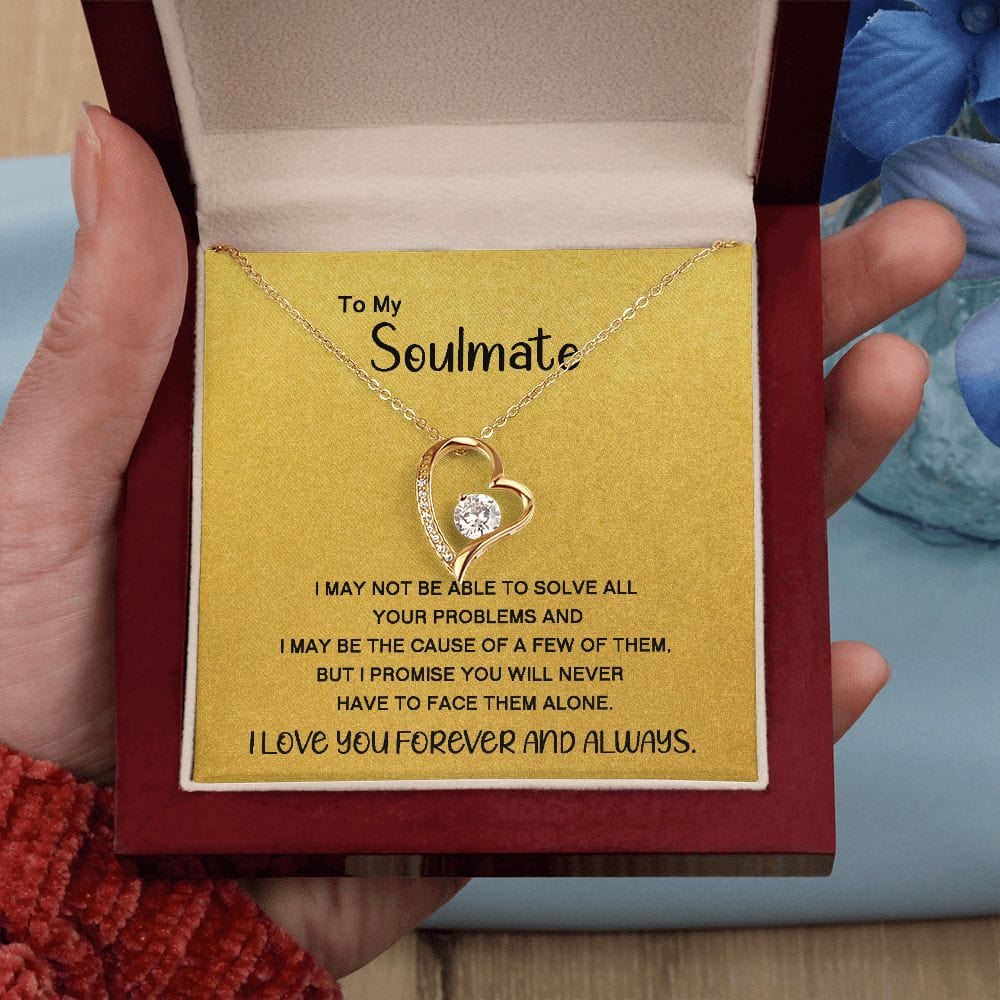 To My
Soulmate
I MAY NOT BE ABLE TO SOLVE ALL
YOUR PROBLEMS AND
I MAY BE THE CAUSE OF A FEW OF THEM,
BUT I PROMISE YOU WILL NEVER
HAVE TO FACE THEM ALONE.
I LOVE YOU FOREVER AND ALWAYS.